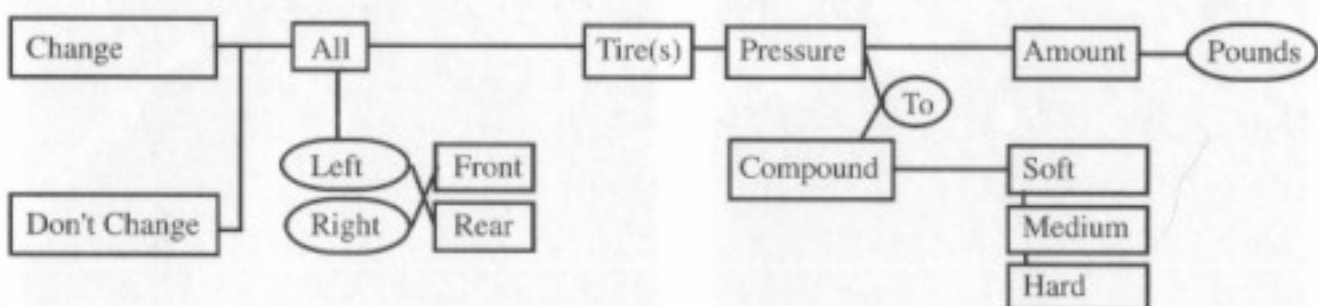 Change All Tire(s) Pressure Amount Pounds
To
Left Front Compound Soft
Don't Change Right Rear Medium
Hard